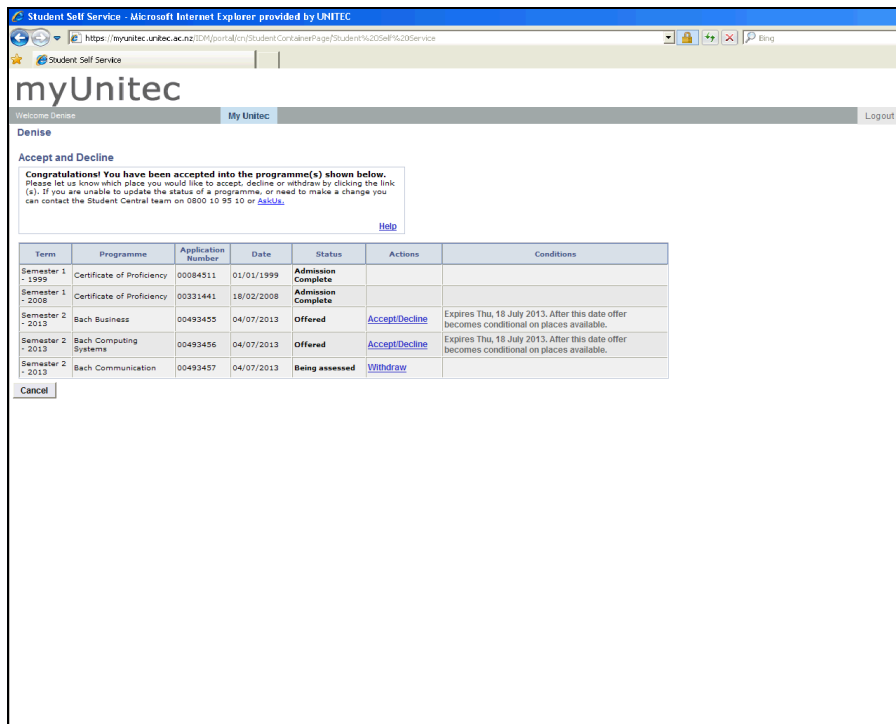 Student Self Service - Microsoft Internet Explorer provided by UNITEC
https://myunitec.unitec.ac.nz/IDM/portal/cn/StudentContainerPage/Student%20Self%20Service
Bing
Student Self Service
myUnitec
Welcome Denise My Unitec Logout
Denise
Accept and Decline
Congratulations! You have been accepted into the programme(s) shown below.
Please let us know which place you would like to accept, decline or withdraw by clicking the link
(s). If you are unable to update the status of a programme, or need to make a change you
can contact the Student Central team on 0800 10 95 10 or AskUs.
Help
Term Programme Application Number Date Status Actions Conditions
Semester 1 - 1999 Certificate of Proficiency 00084511 01/01/1999 Admission Complete
Semester 1 - 2008 Certificate of Proficiency 00331441 18/02/2008 Admission Complete
Semester 2 - 2013 Bach Business 00493455 04/07/2013 Offered Accept/Decline Expires Thu, 18 July 2013. After this date offer becomes conditional on places available.
Semester 2 - 2013 Bach Computing Systems 00493456 04/07/2013 Offered Accept/Decline Expires Thu, 18 July 2013. After this date offer becomes conditional on places available.
Semester 2 - 2013 Bach Communication 00493457 04/07/2013 Being assessed Withdraw
Cancel